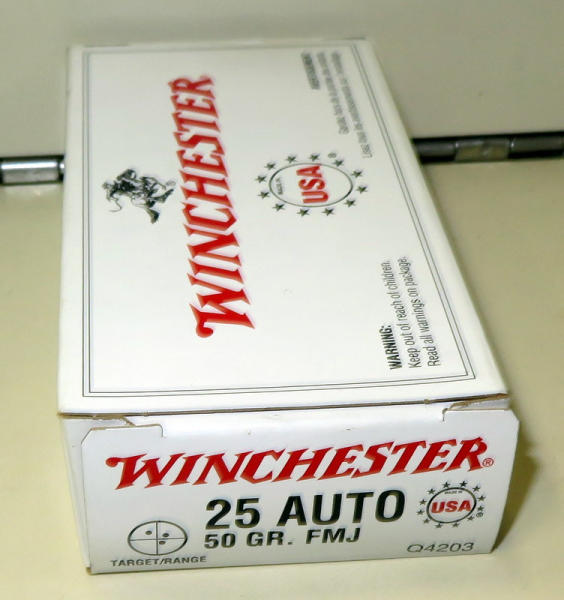 WINCHESTER®
MADE IN
USA
®
WARNING:
Keep out of reach of children.
Read all warnings on package.
WINCHESTER®
25 AUTO
50 GR. FMJ
TARGET/RANGE
MADE IN
USA
®
Q4203